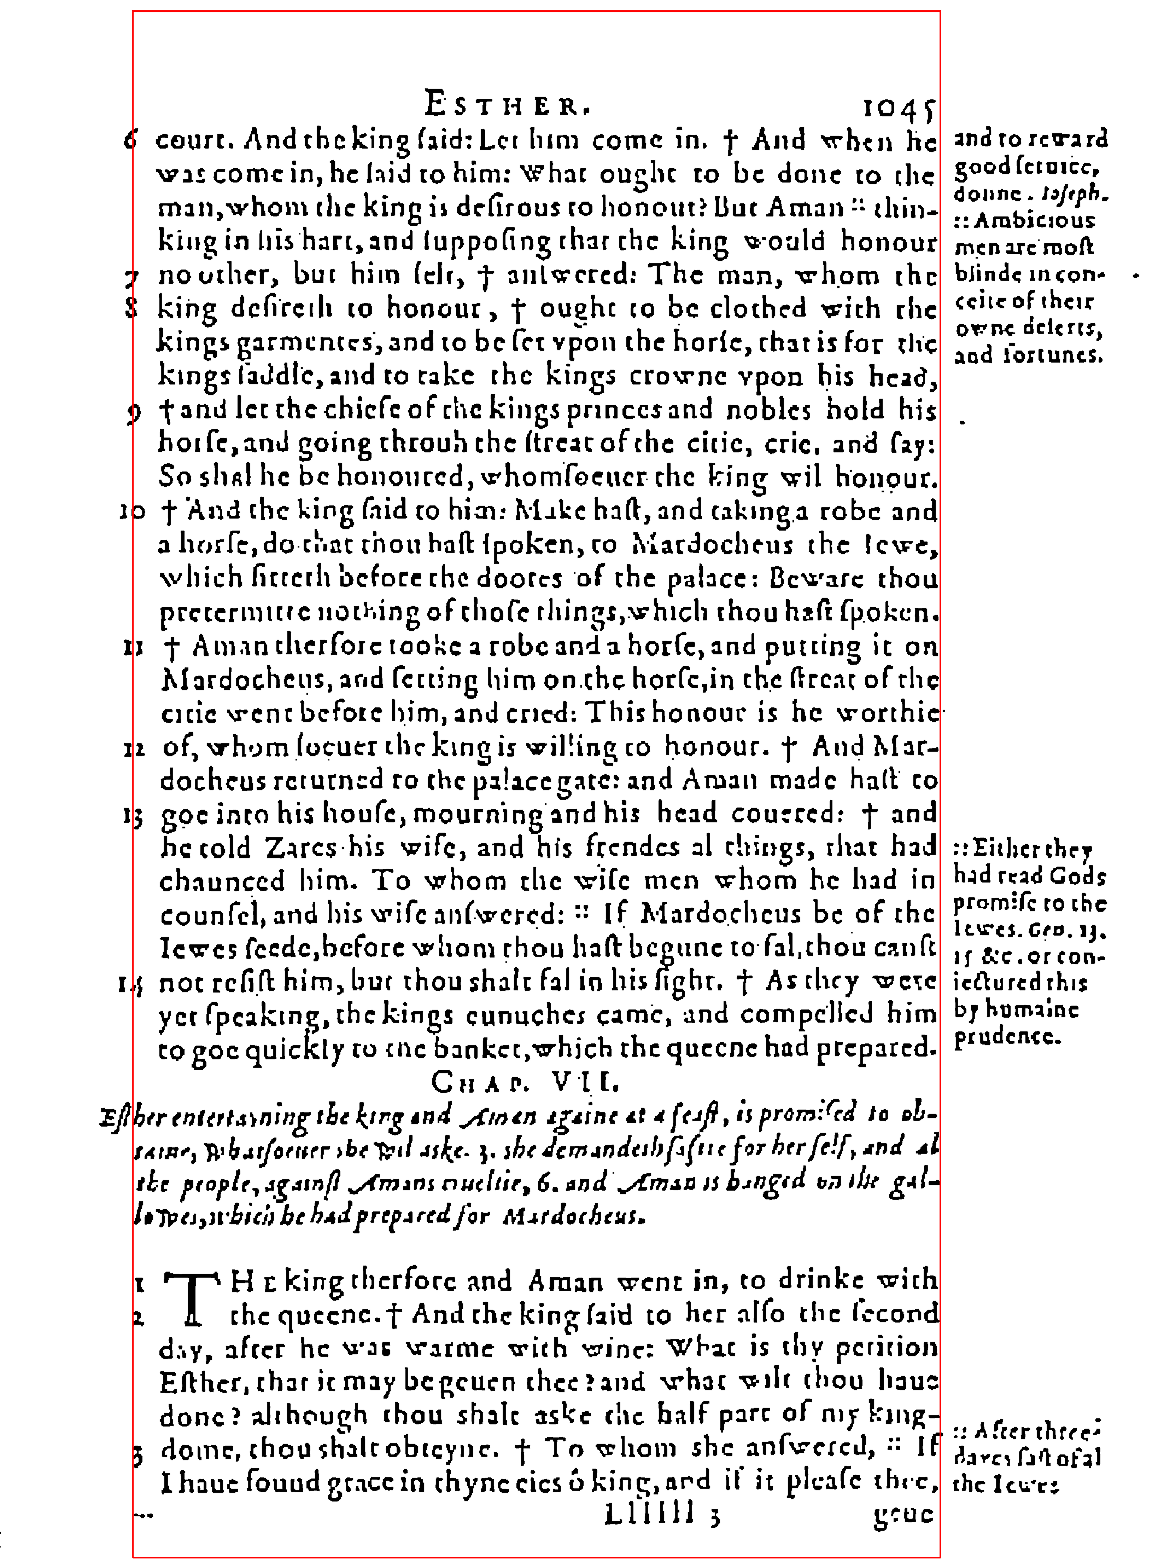 ESTHER. 1045
6 court. And the king ſaid: Let him come in. † And when he
was come in, he ſaid to him: What ought to be done to the
man, whom the king is deſirous to honour? But Aman :: thin-
king in his hart, and ſuppoſing that the king would honour
7 no other, but him ſelf, † anſwered: The man, whom the
8 king deſireth to honour, † ought to be clothed with the
kings garmentes, and to be ſet vpon the horſe, that is for the
kings ſaddle, and to take the kings crowne vpon his head,
9 † and let the chiefe of the kings princes and nobles hold his
horſe, and going throuh the ſtreat of the citie, crie, and ſay:
So shal he be honoured, whomſoeuer the king wil honour.
10 † And the king ſaid to him: Make haſt, and taking a robe and
a horſe, do that thou haſt ſpoken, to Mardocheus the Iewe,
which ſitteth before the doores of the palace: Beware thou
pretermitte nothing of thoſe things, which thou haſt ſpoken.
11 † Aman therfore tooke a robe and a horſe, and putting it on
Mardocheus, and ſetting him on the horſe, in the ſtreat of the
citie went before him, and cried: This honour is he worthie
12 of, whom ſoeuer the king is willing to honour. † And Mar-
docheus returned to the palace gate: and Aman made haſt to
13 goe into his houſe, mourning and his head couered: † and
he told Zares his wife, and his frendes al things, that had
chaunced him. To whom the wiſe men whom he had in
counſel, and his wife anſwered: :: If Mardocheus be of the
Iewes ſeede, before whom thou haſt begune to fal, thou canſt
14 not reſiſt him, but thou shalt fal in his ſight. † As they were
yet ſpeaking, the kings eunuches came, and compelled him
to goe quickly to the banket, which the queene had prepared.
CHAP. VII.
Eſther entertayning the king and Aman againe at a feaſt, is promiſed to ob-
taine, whatſoeuer she wil aske. 3. she demandeth ſafetie for her ſelf, and al
the people, againſt Amans crueltie, 6. and Aman is hanged on the gal-
lowes, which he had prepared for Mardocheus.
1 THE king therfore and Aman went in, to drinke with
2 the queene. † And the king ſaid to her alſo the ſecond
day, after he was warme with wine: What is thy petition
Eſther, that it may be geuen thee? and what wilt thou haue
done? although thou shalt aske the half part of my king-
3 dome, thou shalt obteyne. † To whom she anſwered, :: If
I haue found grace in thyne eies ô king, and if it pleaſe thee,
Llllll 3 geue
and to reward
good ſeruice,
donne. Ioſeph.
:: Ambicious
men are moſt
blinde in con-
ceite of their
owne deſerts,
and fortunes.
:: Either they
had read Gods
promiſe to the
Iewes. Gen. 13.
15 &c. or con-
iectured this
by humaine
prudence.
:: After three
dayes faſt of al
the Iewes